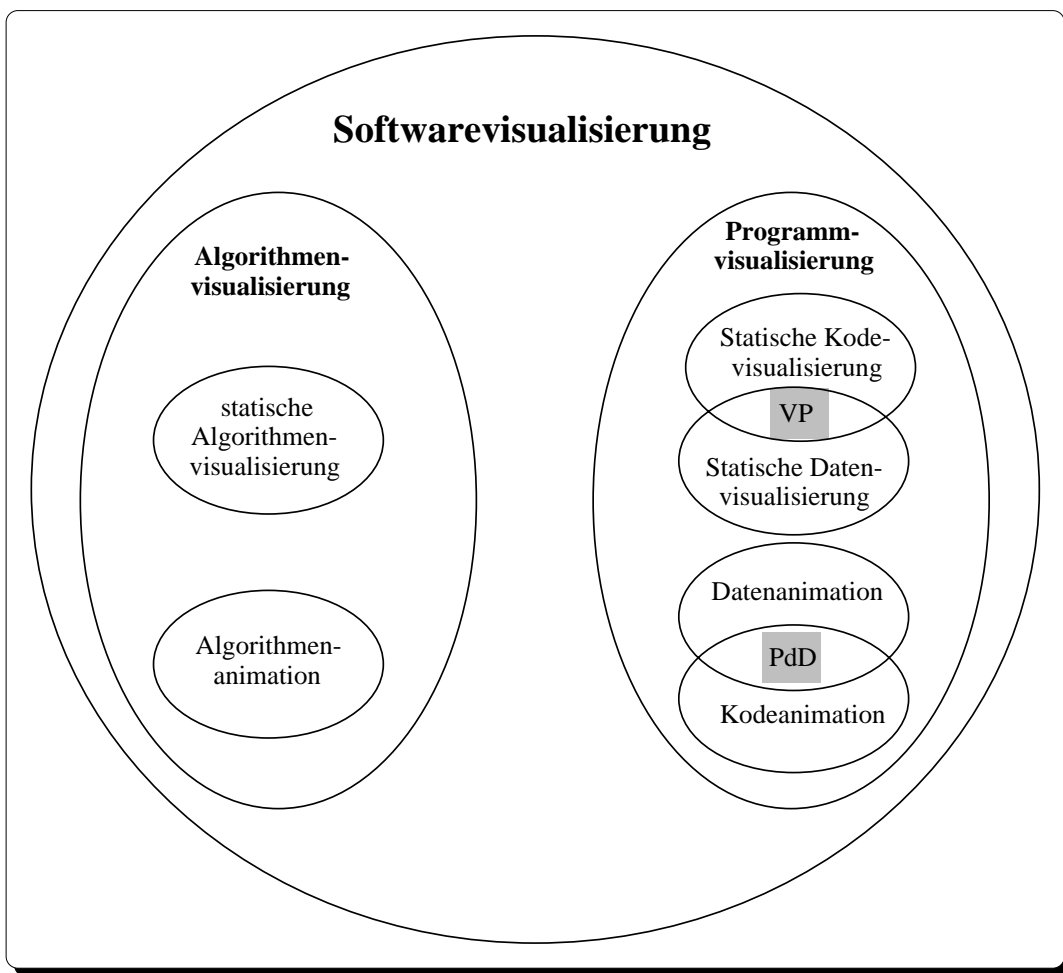 Softwarevisualisierung
Algorithmen-
visualisierung
statische
Algorithmen-
visualisierung
Algorithmen-
animation
Programm-
visualisierung
Statische Kode-
visualisierung
VP
Statische Daten-
visualisierung
Datenanimation
PdD
Kodeanimation